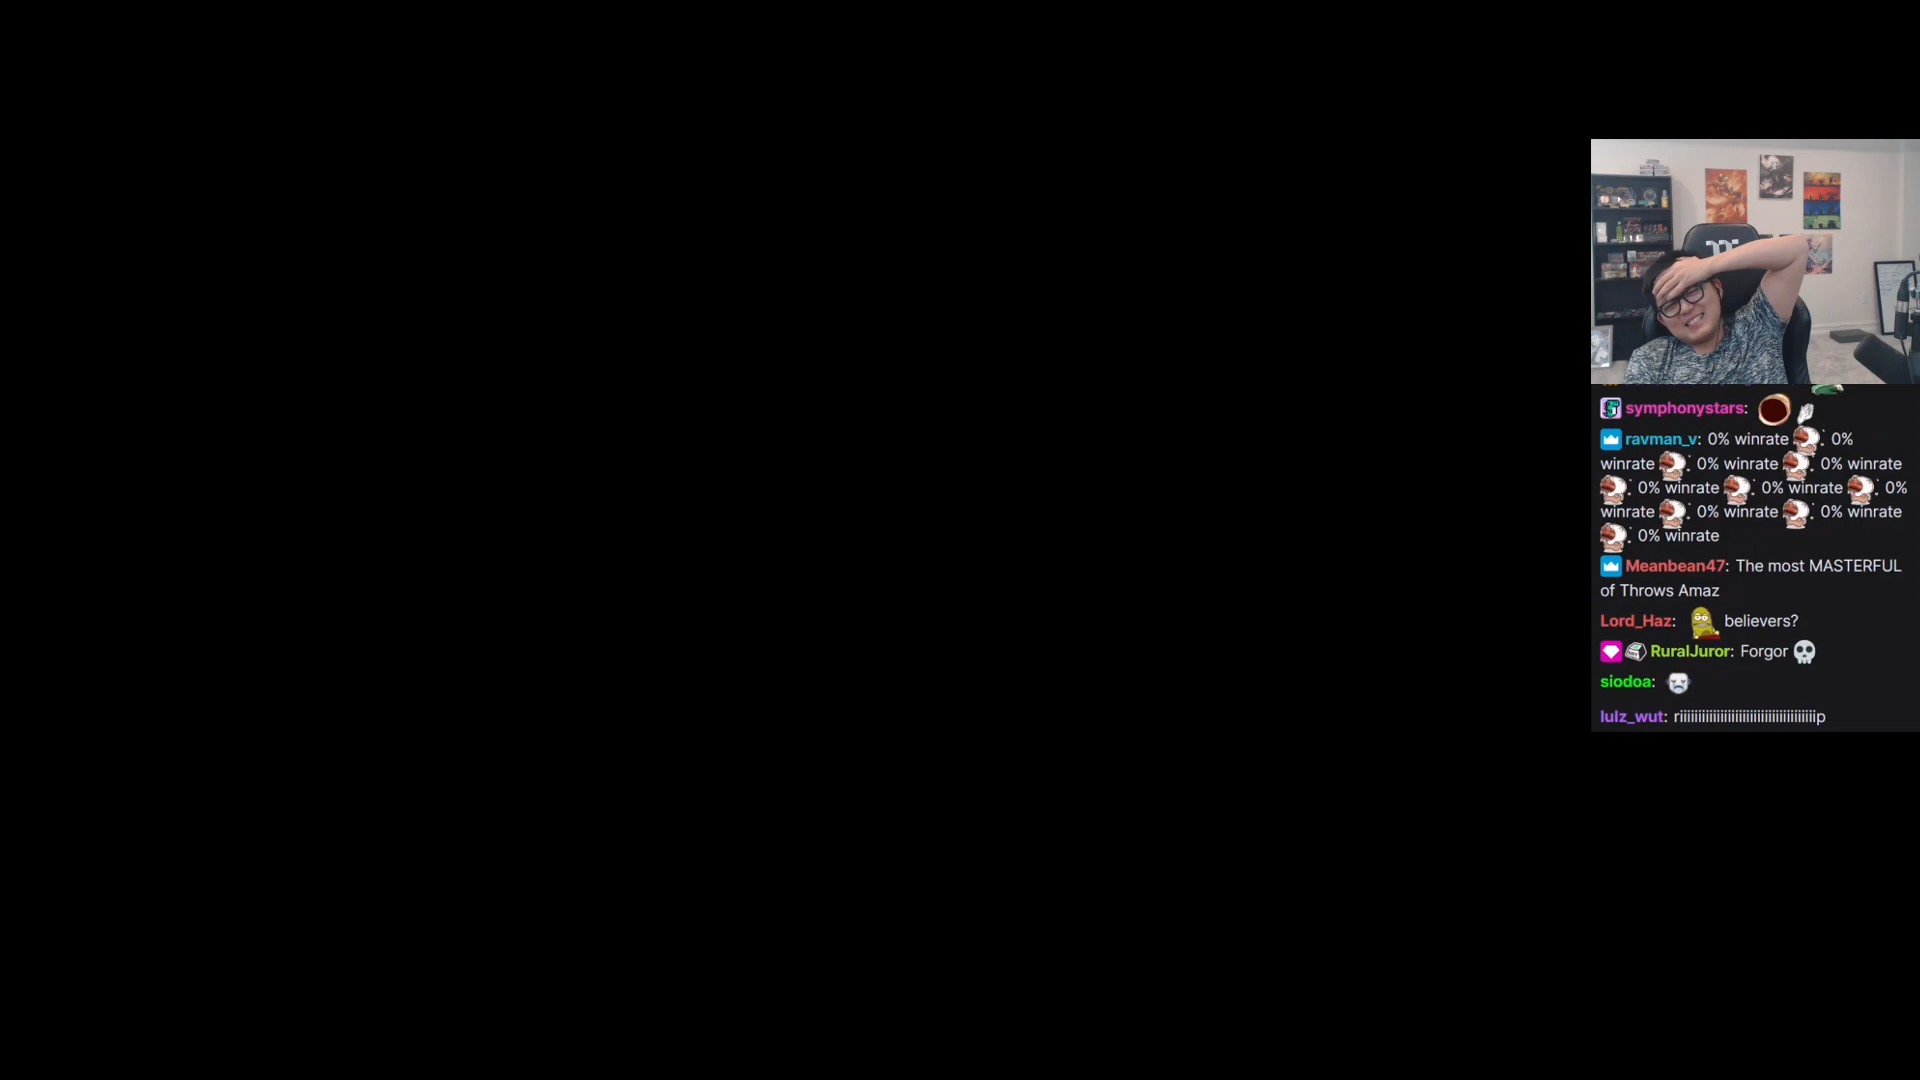 symphonystars:
ravman_v: 0% winrate 0%
winrate 0% winrate 0% winrate
0% winrate 0% winrate 0%
winrate 0% winrate 0% winrate
0% winrate
Meanbean47: The most MASTERFUL
of Throws Amaz
Lord_Haz: believers?
RuralJuror: Forgor
siodoa:
lulz_wut: riiiiiiiiiiiiiiiiiiiiiiiiiiiiiiiiiiiiip